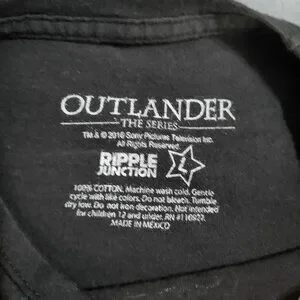 OUTLANDER
THE SERIES
TM & © 2016 Sony Pictures Television Inc.
All Rights Reserved.
RIPPLE L
JUNCTION
100% COTTON. Machine wash cold. Gentle
cycle with like colors. Do not bleach. Tumble
dry low. Do not iron decoration. Not intended
for children 12 and under. RN #110927.
MADE IN MEXICO